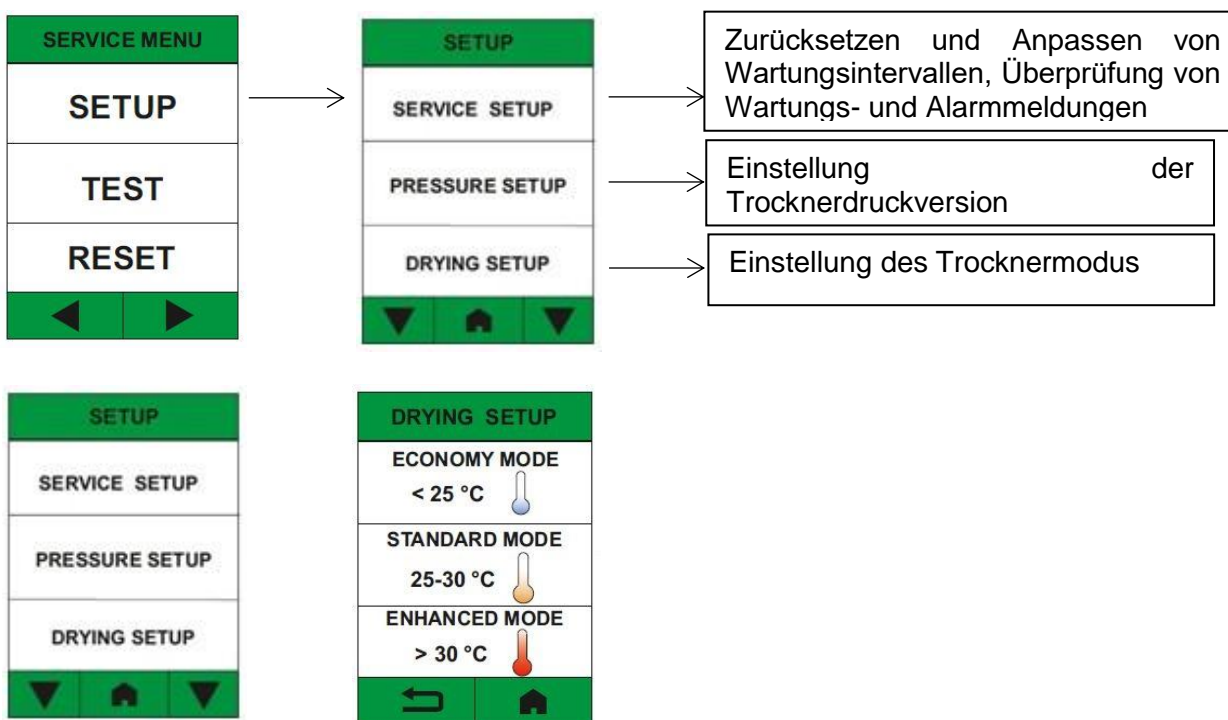 SERVICE MENU
SETUP
TEST
RESET
SETUP
SERVICE SETUP
PRESSURE SETUP
DRYING SETUP
Zurücksetzen und Anpassen von
Wartungsintervallen, Überprüfung von
Wartungs- und Alarmmeldungen
Einstellung der
Trocknerdruckversion
Einstellung des Trocknermodus
SETUP
SERVICE SETUP
PRESSURE SETUP
DRYING SETUP
DRYING SETUP
ECONOMY MODE
< 25 °C
STANDARD MODE
25-30 °C
ENHANCED MODE
> 30 °C